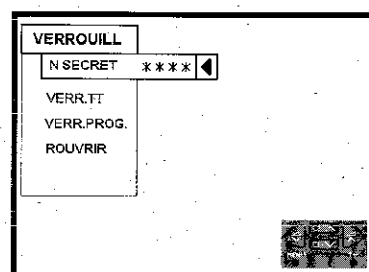 VERROUILL
N SECRET ****
VERR.TT
VERR.PROG.
ROUVRIR